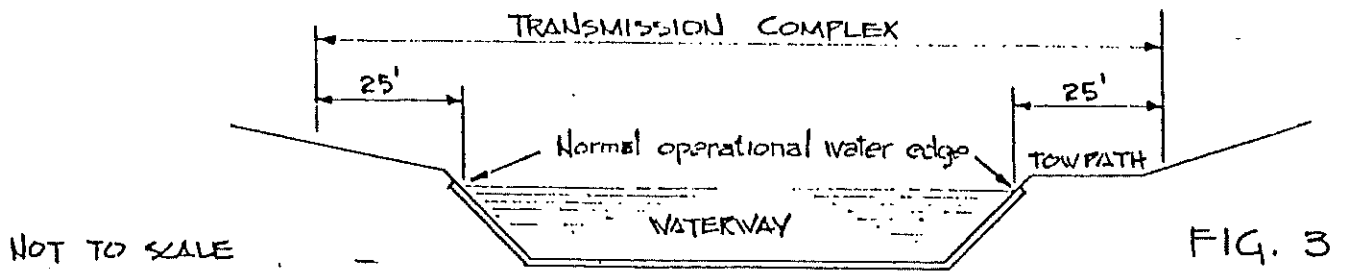 TRANSMISSION COMPLEX
25'
25'
Normal operational water edge
TOWPATH
WATERWAY
NOT TO SCALE
FIG. 3